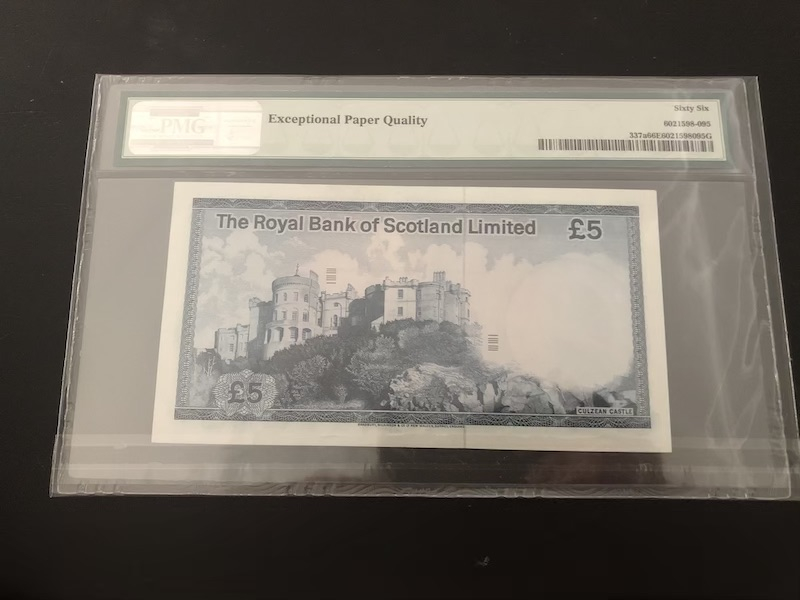 PMG
Exceptional Paper Quality
Sixty Six
6021598-095
337a66E6021598095G
The Royal Bank of Scotland Limited
£5
£5
CULZEAN CASTLE